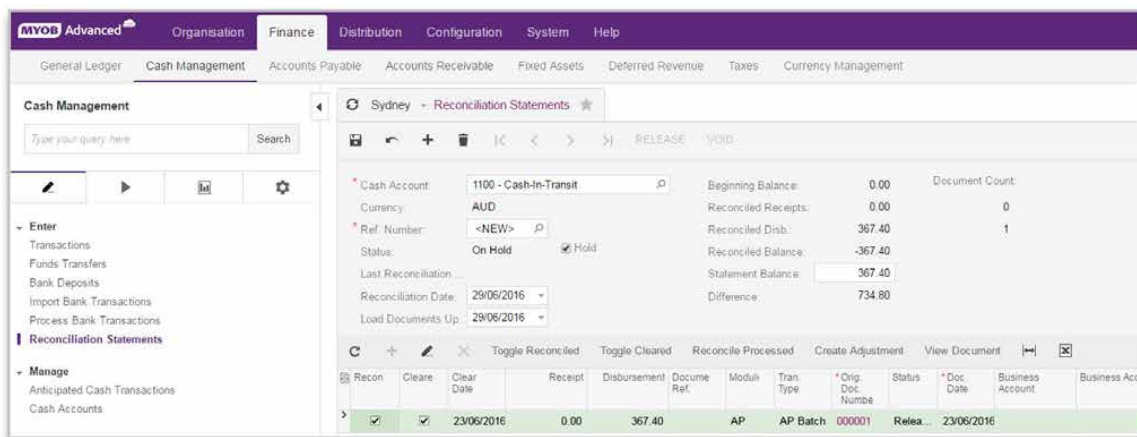 MYOB Advanced Organisation Finance Distribution Configuration System Help
General Ledger Cash Management Accounts Payable Accounts Receivable Fixed Assets Deferred Revenue Taxes Currency Management
Cash Management
Type your query here Search
Sydney - Reconciliation Statements
RELEASE VOID
* Cash Account: 1100 - Cash-In-Transit Beginning Balance: 0.00 Document Count:
Currency: AUD Reconciled Receipts: 0.00 0
* Ref. Number: <NEW> Reconciled Disb.: 367.40 1
Status: On Hold Hold Reconciled Balance: -367.40
Last Reconciliation ... Statement Balance: 367.40
Reconciliation Date: 29/06/2016 Difference: 734.80
Load Documents Up... 29/06/2016
Enter
Transactions
Funds Transfers
Bank Deposits
Import Bank Transactions
Process Bank Transactions
Reconciliation Statements
Manage
Anticipated Cash Transactions
Cash Accounts
Toggle Reconciled Toggle Cleared Reconcile Processed Create Adjustment View Document
Recon Cleare Clear Date Receipt Disbursement Docume Ref. Module Tran. Type * Orig. Doc. Numbe Status * Doc. Date Business Account Business Acc
23/06/2016 0.00 367.40 AP AP Batch 000001 Relea... 23/06/2016